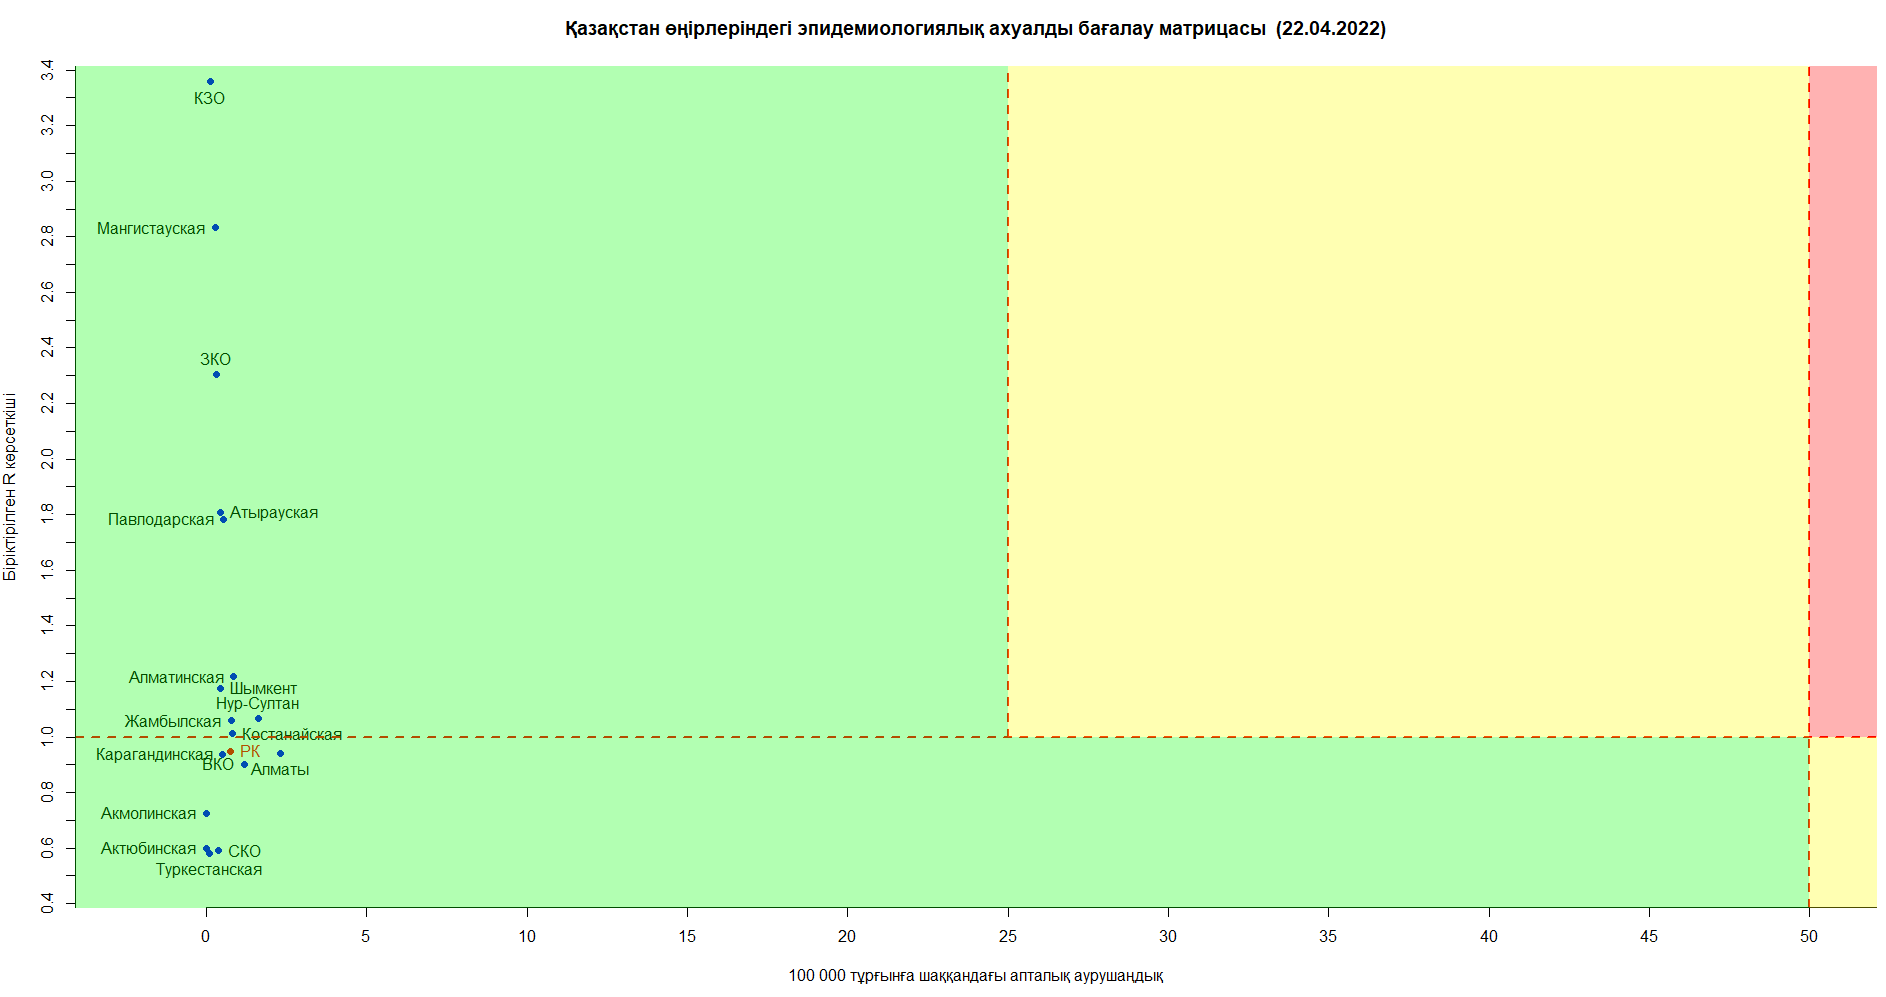 Қазақстан өңірлеріндегі эпидемиологиялық ахуалды бағалау матрицасы (22.04.2022)
Біріктірілген R көрсеткіші
3.4
3.2
3.0
2.8
2.6
2.4
2.2
2.0
1.8
1.6
1.4
1.2
1.0
0.8
0.6
0.4
КЗО
Мангистауская
ЗКО
Атырауская
Павлодарская
Алматинская
Шымкент
Нур-Султан
Жамбылская
Костанайская
РК
Карагандинская
ВКО
Алматы
Акмолинская
Актюбинская
СКО
Туркестанская
0 5 10 15 20 25 30 35 40 45 50
100 000 тұрғынға шаққандағы апталық аурушаңдық